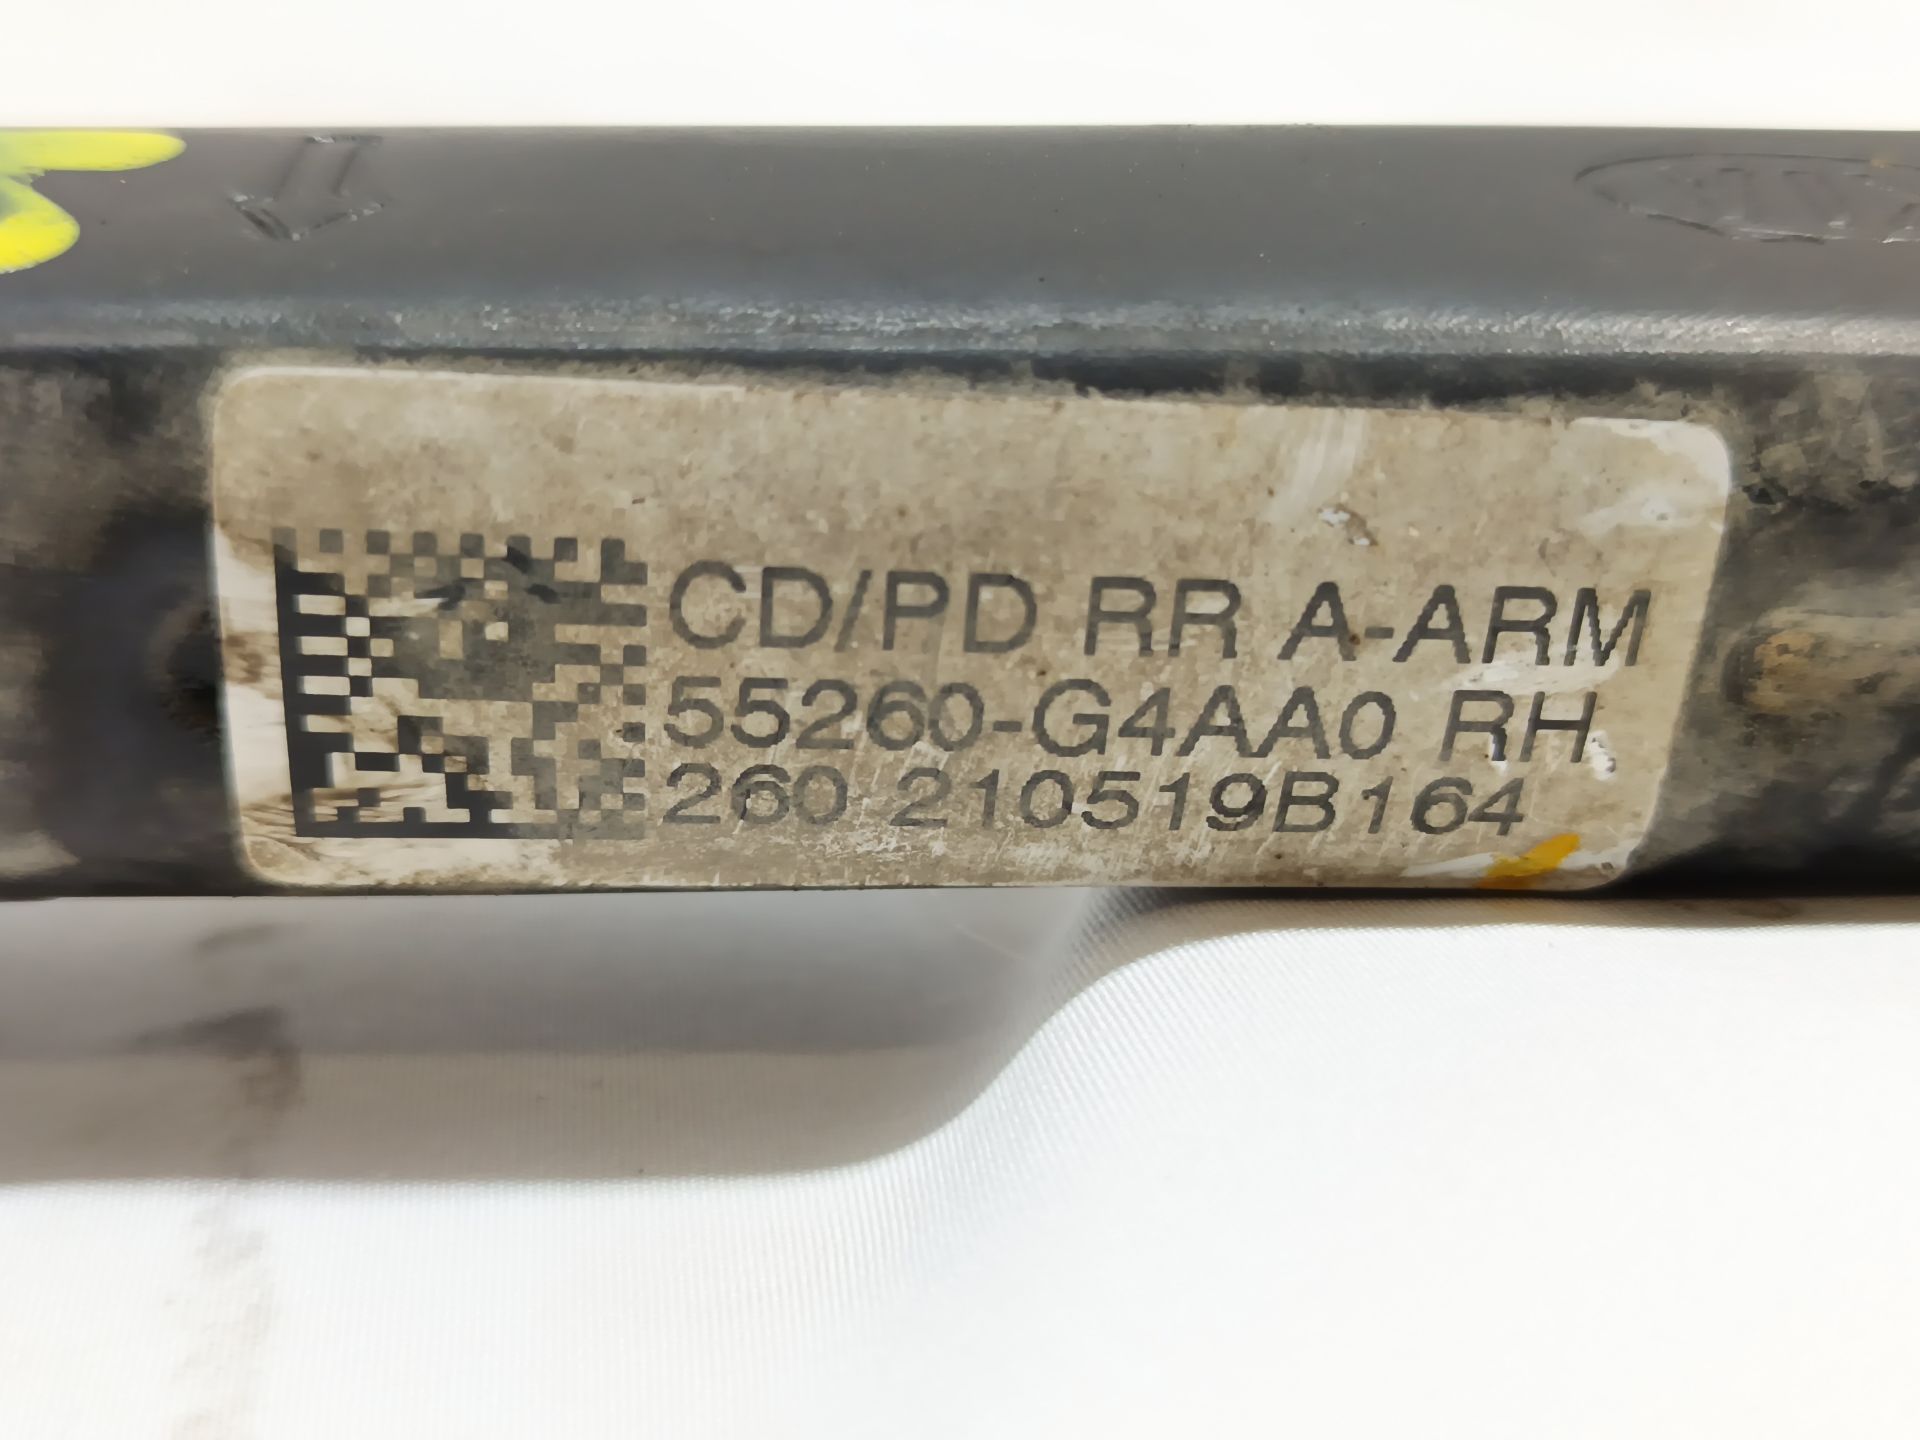 CD/PD RR A-ARM
55260-G4AA0 RH
260 210519B164